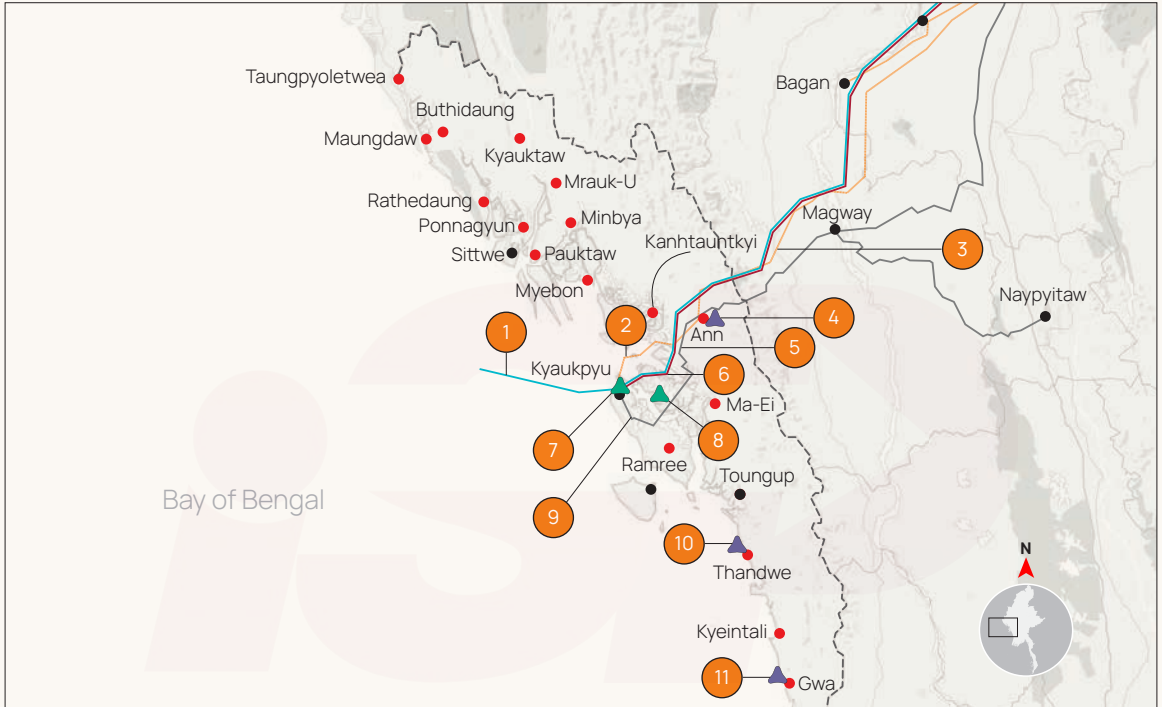 Taungpyoletwea
Bagan
Buthidaung
Maungdaw
Kyauktaw
Mrauk-U
Rathedaung
Magway
Minbya
Ponnagyun
Kanhtauntkyi
3
Sittwe
Pauktaw
Myebon
Naypyitaw
1
2
4
Ann
5
Kyaukpyu
6
Ma-Ei
7
8
Ramree
Toungup
Bay of Bengal
9
10
N
Thandwe
Kyeintali
11
Gwa